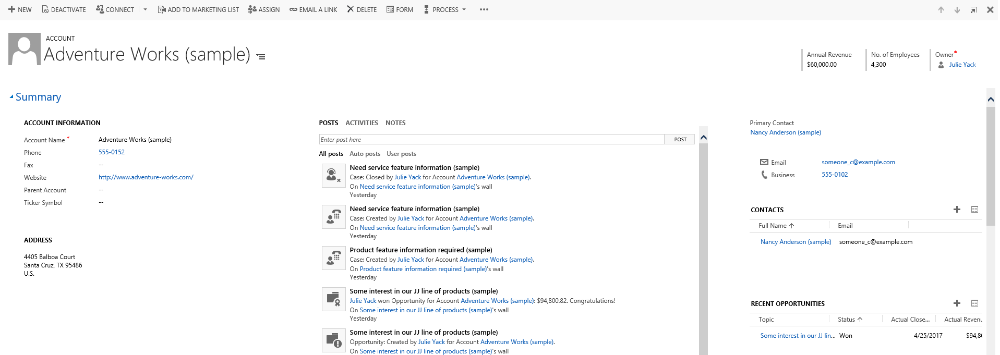 NEW DEACTIVATE CONNECT ADD TO MARKETING LIST ASSIGN EMAIL A LINK DELETE FORM PROCESS •••
ACCOUNT
Adventure Works (sample)
Annual Revenue
$60,000.00
No. of Employees
4,300
Owner*
Julie Yack
Summary
ACCOUNT INFORMATION
Account Name * Adventure Works (sample)
Phone 555-0152
Fax --
Website http://www.adventure-works.com/
Parent Account --
Ticker Symbol --
ADDRESS
4405 Balboa Court
Santa Cruz, TX 95486
U.S.
POSTS ACTIVITIES NOTES
Enter post here POST
All posts Auto posts User posts
Need service feature information (sample)
Case: Closed by Julie Yack for Account Adventure Works (sample).
On Need service feature information (sample)'s wall
Yesterday
Need service feature information (sample)
Case: Created by Julie Yack for Account Adventure Works (sample).
On Need service feature information (sample)'s wall
Yesterday
Product feature information required (sample)
Case: Created by Julie Yack for Account Adventure Works (sample).
On Product feature information required (sample)'s wall
Yesterday
Some interest in our JJ line of products (sample)
Julie Yack won Opportunity for Account Adventure Works (sample): $94,800.82. Congratulations!
On Some interest in our JJ line of products (sample)'s wall
Yesterday
Some interest in our JJ line of products (sample)
Opportunity: Created by Julie Yack for Account Adventure Works (sample).
On Some interest in our JJ line of products (sample)'s wall
Primary Contact
Nancy Anderson (sample)
Email someone_c@example.com
Business 555-0102
CONTACTS
Full Name Email
Nancy Anderson (sample) someone_c@example.com
RECENT OPPORTUNITIES
Topic Status Actual Close... Actual Revenu
Some interest in our JJ lin... Won 4/25/2017 $94,80